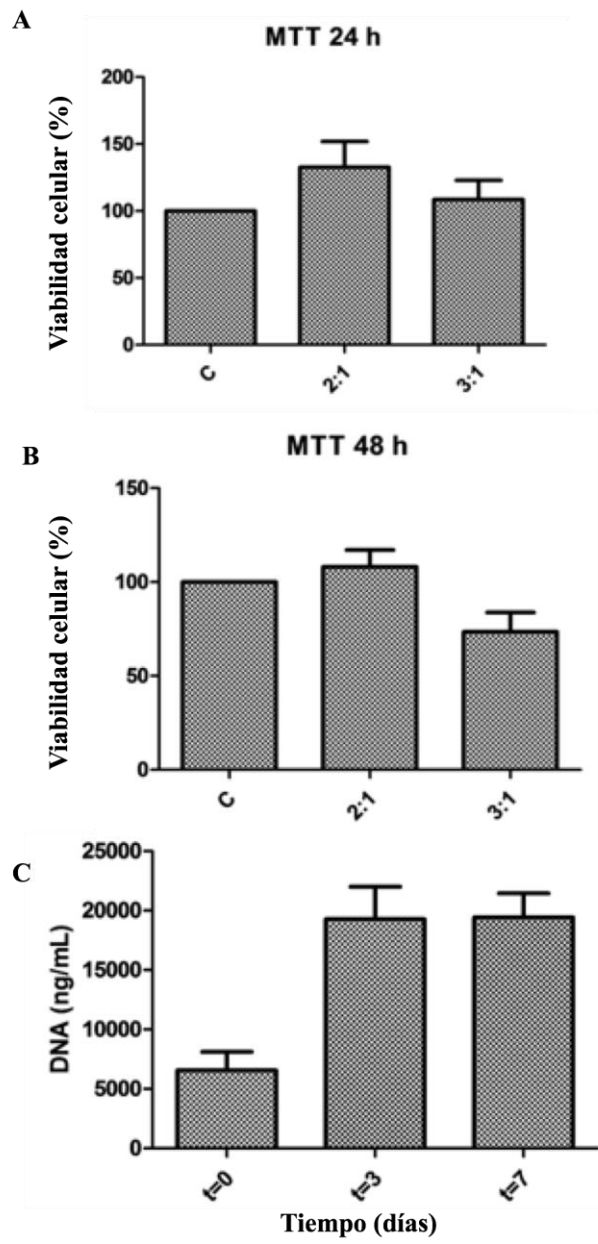 A
MTT 24 h
Viabilidad celular (%)
200
150
100
50
0
C
2:1
3:1
B
MTT 48 h
Viabilidad celular (%)
150
100
50
0
C
2:1
3:1
C
DNA (ng/mL)
25000
20000
15000
10000
5000
0
t=0
t=3
t=7
Tiempo (días)